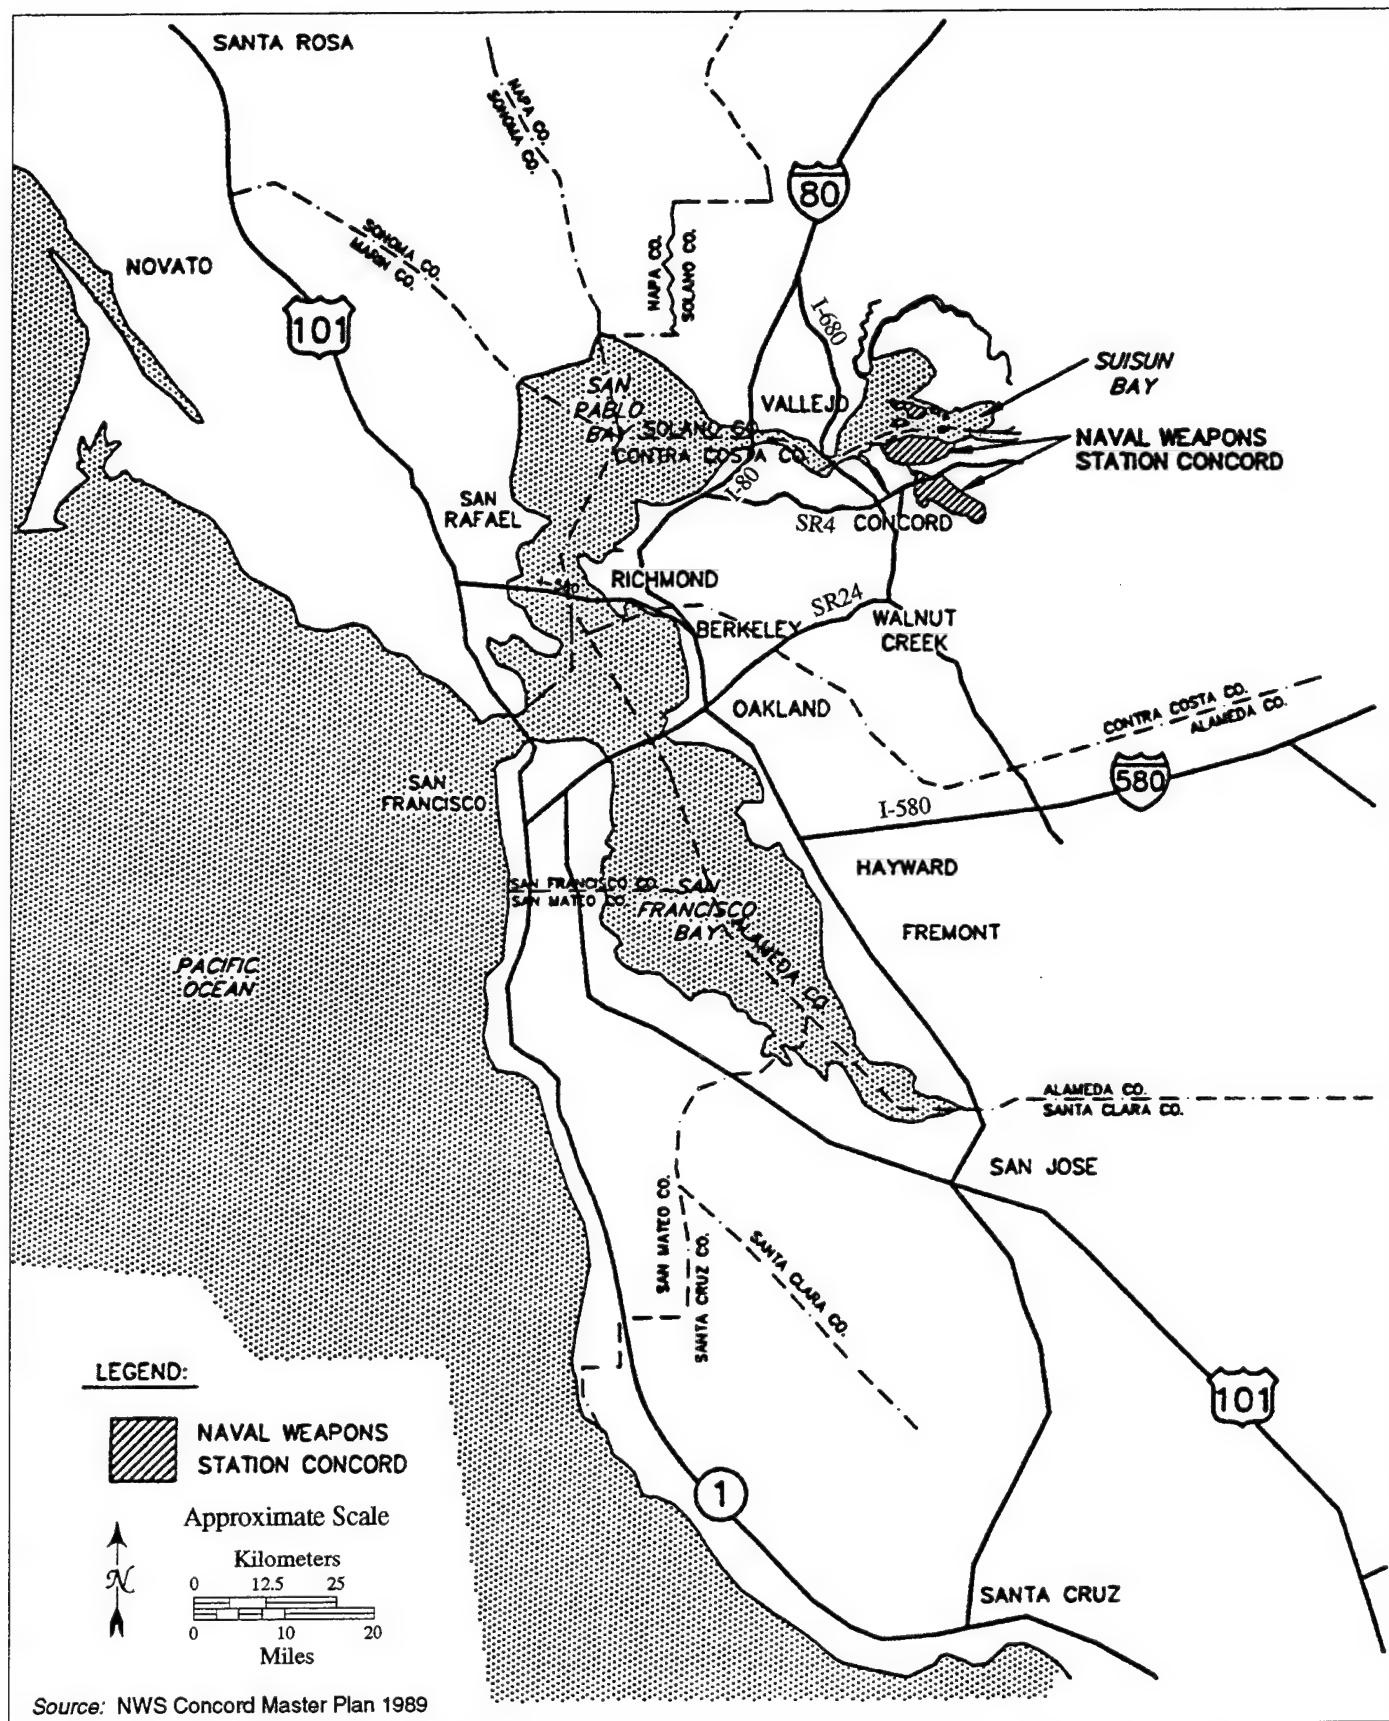 SANTA ROSA
NAPA CO.
SONOMA CO.
80
SONOMA CO.
MARIN CO.
NAPA CO.
SOLANO CO.
NOVATO
101
I-680
SUISUN
BAY
SAN
PABLO
BAY
VALLEJO
SOLANO CO.
CONTRA COSTA CO.
NAVAL WEAPONS
STATION CONCORD
I-80
SAN
RAFAEL
SR4
CONCORD
I-580
RICHMOND
SR24
BERKELEY
WALNUT
CREEK
OAKLAND
CONTRA COSTA CO.
ALAMEDA CO.
580
I-580
SAN
FRANCISCO
HAYWARD
SAN FRANCISCO CO.
SAN MATEO CO.
SAN
FRANCISCO
BAY
ALAMEDA CO.
FREMONT
PACIFIC
OCEAN
ALAMEDA CO.
SANTA CLARA CO.
SAN JOSE
SAN MATEO CO.
SANTA CRUZ CO.
SANTA CLARA CO.
101
1
SANTA CRUZ
LEGEND:
NAVAL WEAPONS
STATION CONCORD
Approximate Scale
Kilometers
0 12.5 25
N
0 10 20
Miles
Source: NWS Concord Master Plan 1989